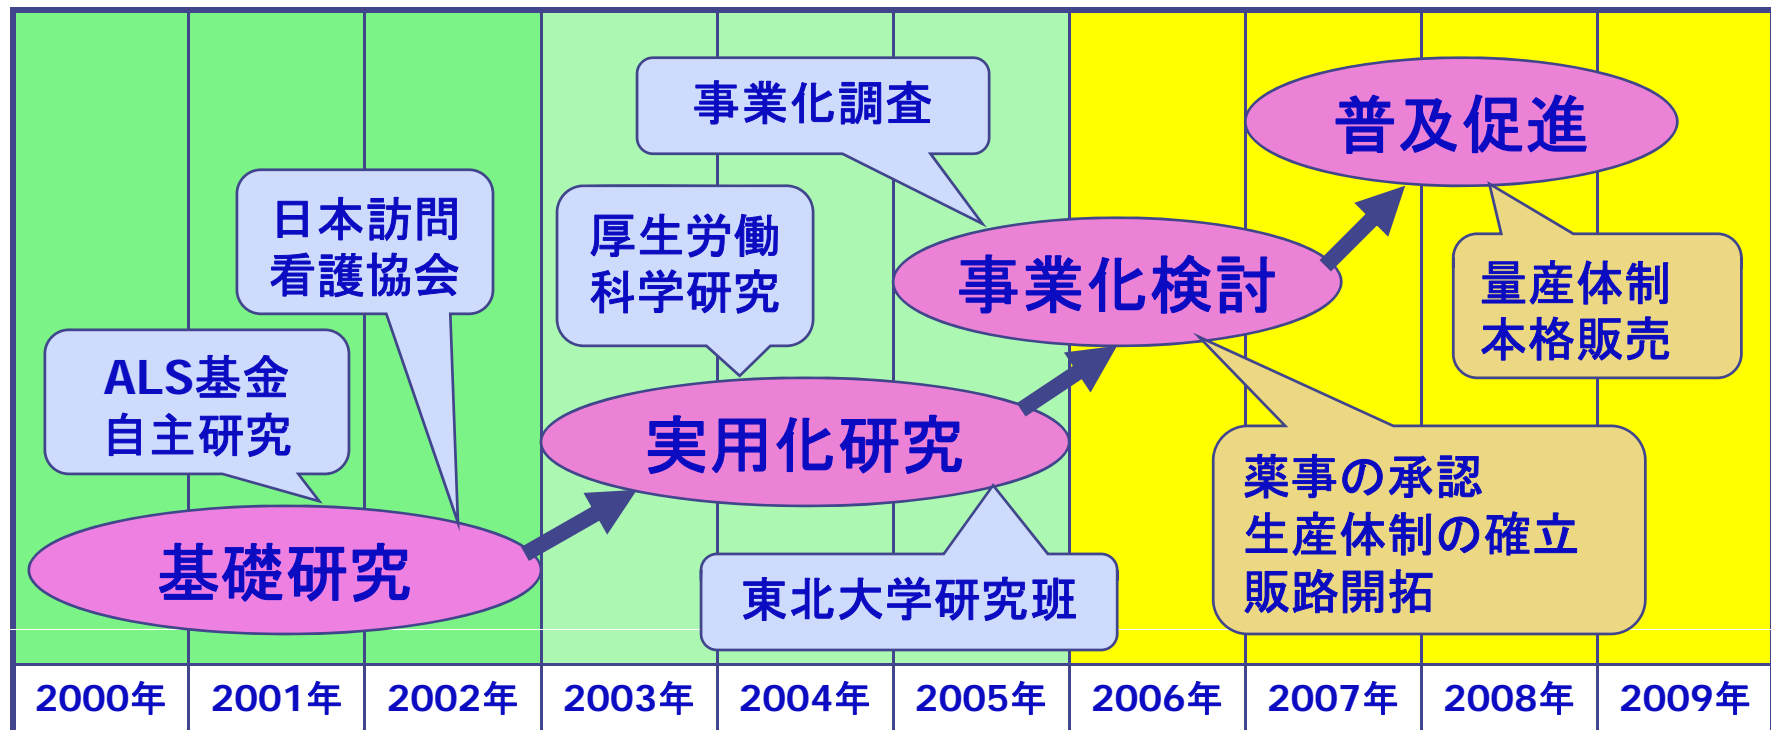 事業化調査
普及促進
日本訪問
看護協会
厚生労働
科学研究
事業化検討
量産体制
本格販売
ALS基金
自主研究
実用化研究
薬事の承認
生産体制の確立
販路開拓
基礎研究
東北大学研究班
2000年
2001年
2002年
2003年
2004年
2005年
2006年
2007年
2008年
2009年